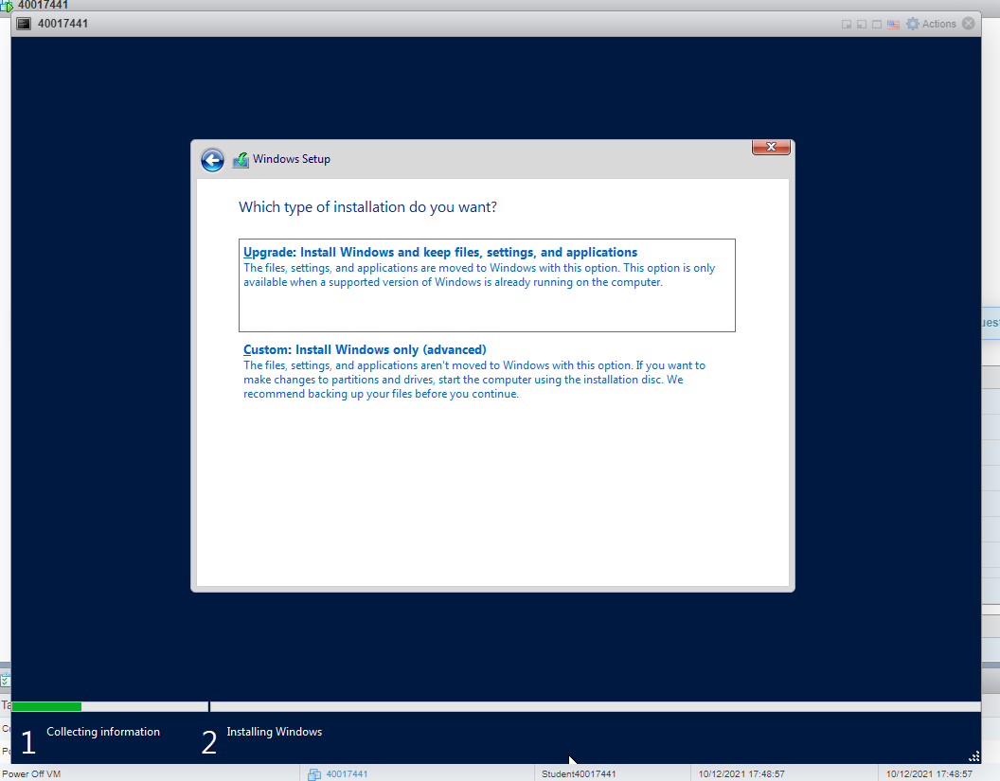 40017441
40017441
Actions
Windows Setup
Which type of installation do you want?
Upgrade: Install Windows and keep files, settings, and applications
The files, settings, and applications are moved to Windows with this option. This option is only
available when a supported version of Windows is already running on the computer.
Custom: Install Windows only (advanced)
The files, settings, and applications aren't moved to Windows with this option. If you want to
make changes to partitions and drives, start the computer using the installation disc. We
recommend backing up your files before you continue.
1 Collecting information
2 Installing Windows
Power Off VM 40017441 Student40017441 10/12/2021 17:48:57 10/12/2021 17:48:57